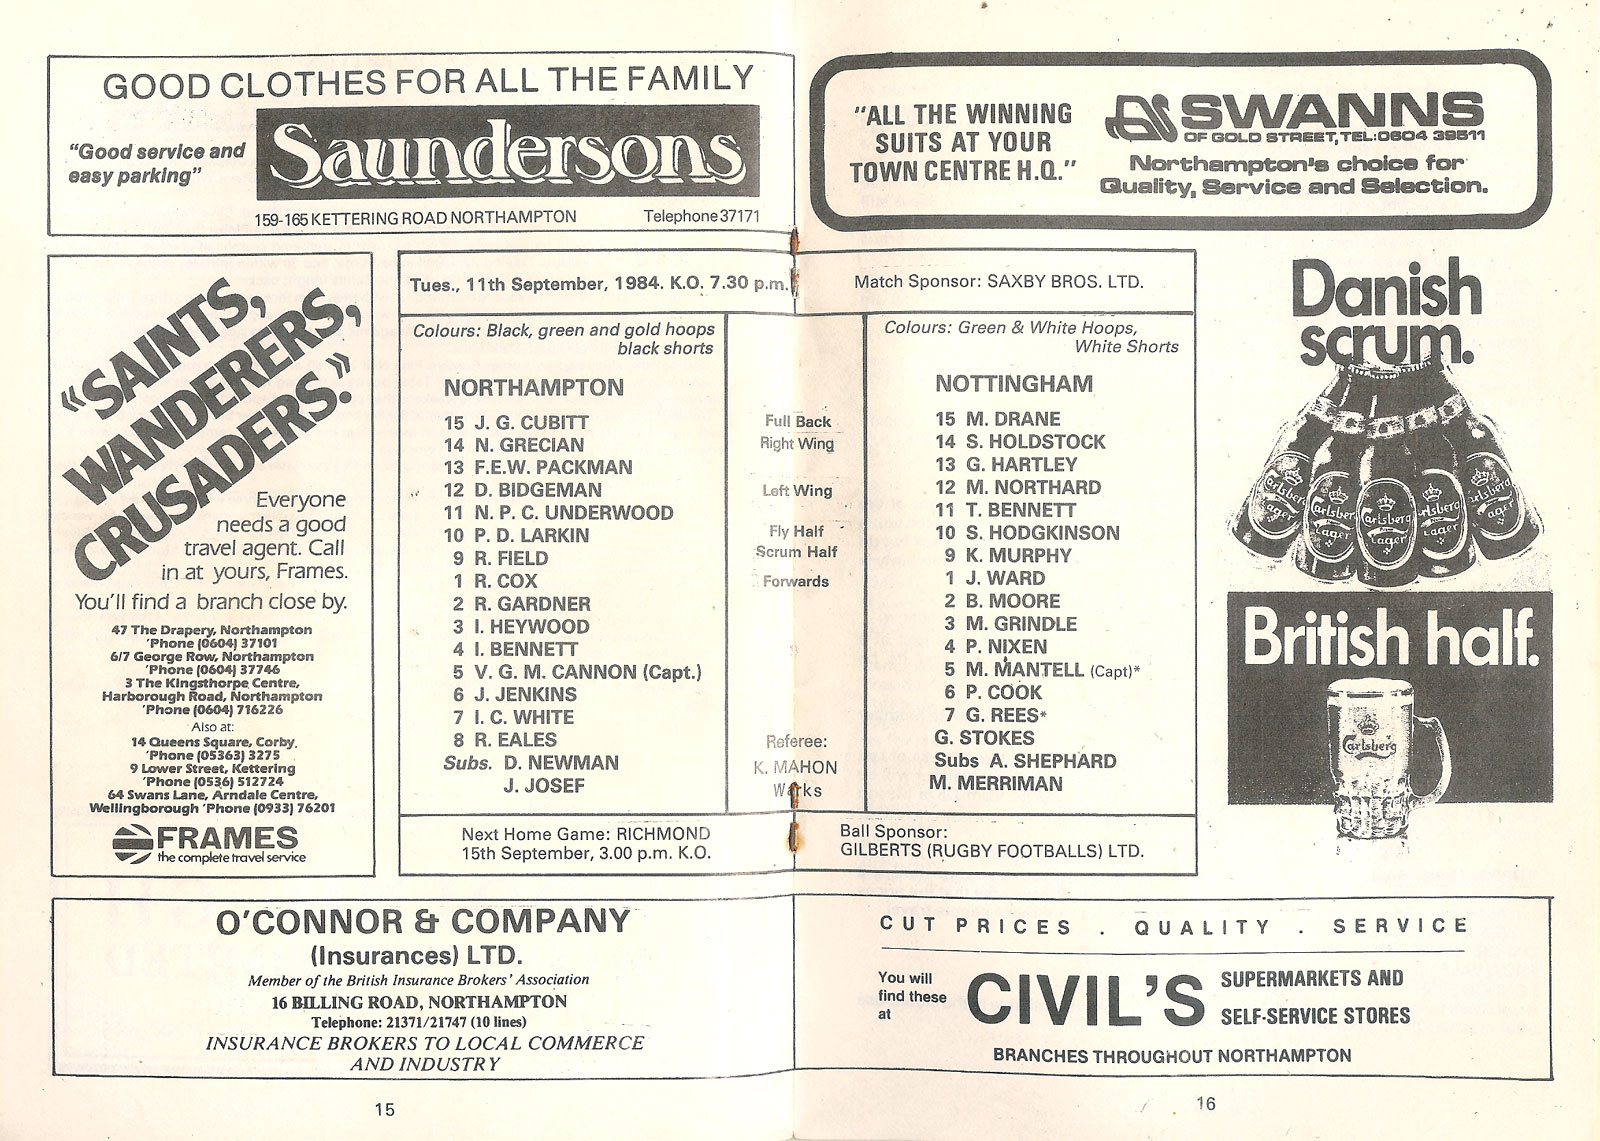 GOOD CLOTHES FOR ALL THE FAMILY
"Good service and
easy parking"
Saundersons
159-165 KETTERING ROAD NORTHAMPTON Telephone 37171
"ALL THE WINNING
SUITS AT YOUR
TOWN CENTRE H.Q."
SWANNS
OF GOLD STREET, TEL: 0604 39511
Northampton's choice for
Quality, Service and Selection.
«SAINTS,
WANDERERS,
CRUSADERS.»
Everyone
needs a good
travel agent. Call
in at yours, Frames.
You'll find a branch close by.
47 The Drapery, Northampton
'Phone (0604) 37101
6/7 George Row, Northampton
'Phone (0604) 37746
3 The Kingsthorpe Centre,
Harborough Road, Northampton
'Phone (0604) 716226
Also at:
14 Queens Square, Corby.
'Phone (05363) 3275
9 Lower Street, Kettering
'Phone (0536) 512724
64 Swans Lane, Arndale Centre,
Wellingborough 'Phone (0933) 76201
FRAMES
the complete travel service
Tues., 11th September, 1984. K.O. 7.30 p.m.
Colours: Black, green and gold hoops
black shorts
NORTHAMPTON
15 J. G. CUBITT
14 N. GRECIAN
13 F.E.W. PACKMAN
12 D. BIDGEMAN
11 N. P. C. UNDERWOOD
10 P. D. LARKIN
9 R. FIELD
1 R. COX
2 R. GARDNER
3 I. HEYWOOD
4 I. BENNETT
5 V. G. M. CANNON (Capt.)
6 J. JENKINS
7 I. C. WHITE
8 R. EALES
Subs. D. NEWMAN
J. JOSEF
Full Back
Right Wing
Left Wing
Fly Half
Scrum Half
Forwards
Referee:
K. MAHON
Warks
Match Sponsor: SAXBY BROS. LTD.
Colours: Green & White Hoops,
White Shorts
NOTTINGHAM
15 M. DRANE
14 S. HOLDSTOCK
13 G. HARTLEY
12 M. NORTHARD
11 T. BENNETT
10 S. HODGKINSON
9 K. MURPHY
1 J. WARD
2 B. MOORE
3 M. GRINDLE
4 P. NIXEN
5 M. MANTELL (Capt)*
6 P. COOK
7 G. REES*
G. STOKES
Subs A. SHEPHARD
M. MERRIMAN
Next Home Game: RICHMOND
15th September, 3.00 p.m. K.O.
Ball Sponsor:
GILBERTS (RUGBY FOOTBALLS) LTD.
Danish
scrum.
Carlsberg
Lager
Carlsberg
Lager
Carlsberg
Lager
Carlsberg
Lager
Carlsberg
Lager
British half.
Carlsberg
O'CONNOR & COMPANY
(Insurances) LTD.
Member of the British Insurance Brokers' Association
16 BILLING ROAD, NORTHAMPTON
Telephone: 21371/21747 (10 lines)
INSURANCE BROKERS TO LOCAL COMMERCE
AND INDUSTRY
CUT PRICES . QUALITY . SERVICE
You will
find these
at
CIVIL'S
SUPERMARKETS AND
SELF-SERVICE STORES
BRANCHES THROUGHOUT NORTHAMPTON
15
16